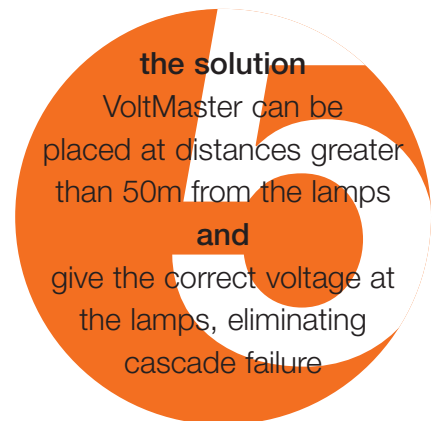 5
the solution
VoltMaster can be
placed at distances greater
than 50m from the lamps
and
give the correct voltage at
the lamps, eliminating
cascade failure